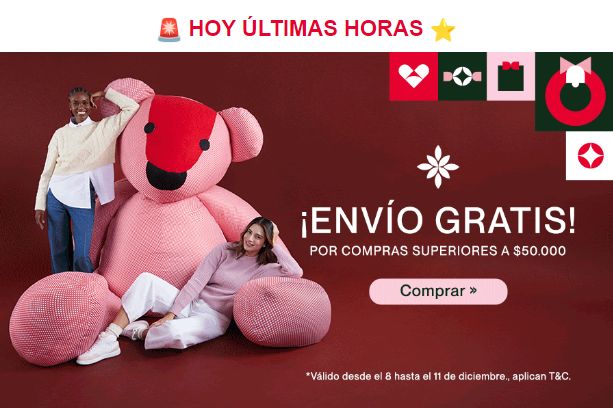 HOY ÚLTIMAS HORAS
¡ENVÍO GRATIS!
POR COMPRAS SUPERIORES A $50.000
Comprar »
*Válido desde el 8 hasta el 11 de diciembre., aplican T&C.